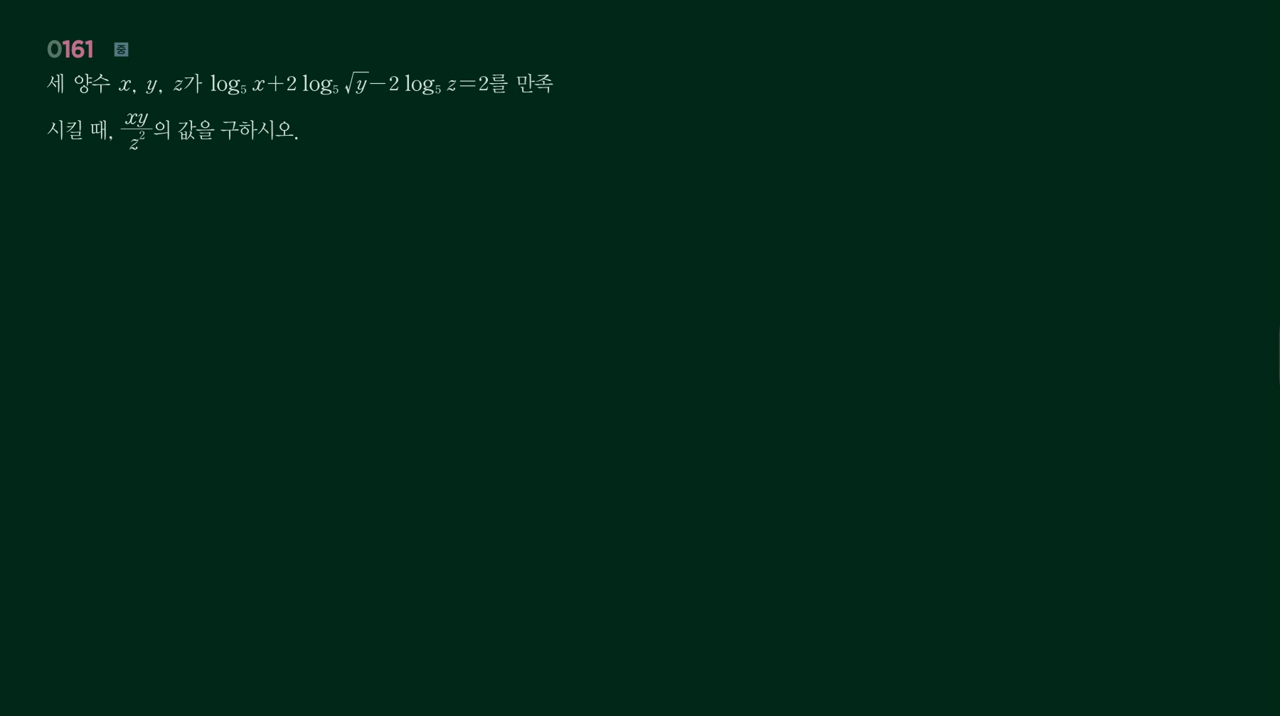 0161 중
세 양수 x, y, z가 log₅ x+2 log₅ √y−2 log₅ z=2를 만족
시킬 때, xy/z²의 값을 구하시오.